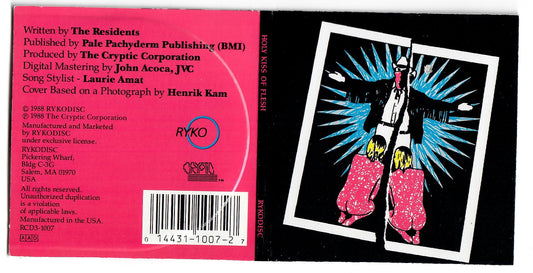 Written by The Residents
Published by Pale Pachyderm Publishing (BMI)
Produced by The Cryptic Corporation
Digital Mastering by John Acoca, JVC
Song Stylist - Laurie Amat
Cover Based on a Photograph by Henrik Kam
© 1988 RYKODISC
℗ 1988 The Cryptic Corporation
Manufactured and Marketed
by RYKODISC
under exclusive license.
RYKODISC
Pickering Wharf,
Bldg C-3G
Salem, MA 01970
USA
All rights reserved.
Unauthorized duplication
is a violation
of applicable laws.
Manufactured in the USA.
RCD3-1007
AAD
RYKO
CRYPTIC
0 14431-1007-2 7
HOLY KISS OF FLESH
RYKODISC